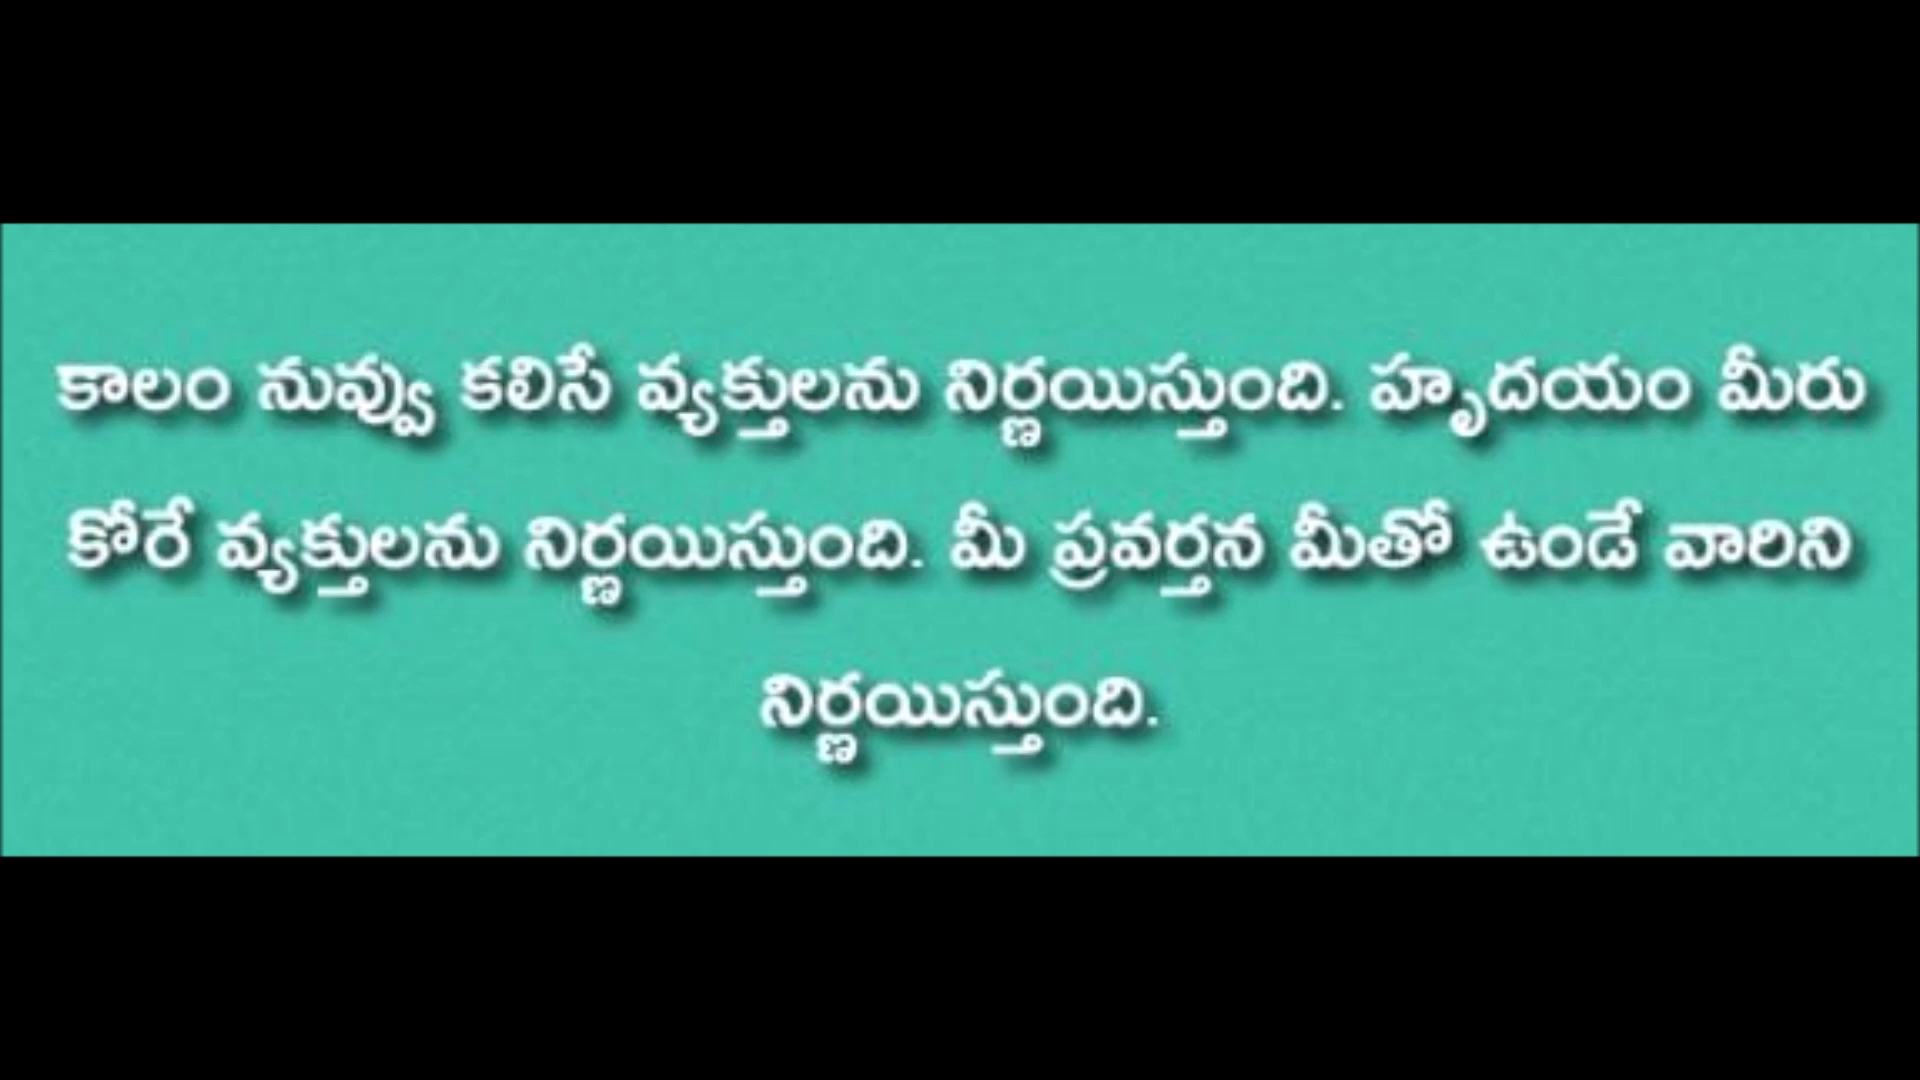 కాలం నువ్వు కలిసే వ్యక్తులను నిర్ణయిస్తుంది. హృదయం మీరు
కోరే వ్యక్తులను నిర్ణయిస్తుంది. మీ ప్రవర్తన మీతో ఉండే వారిని
నిర్ణయిస్తుంది.